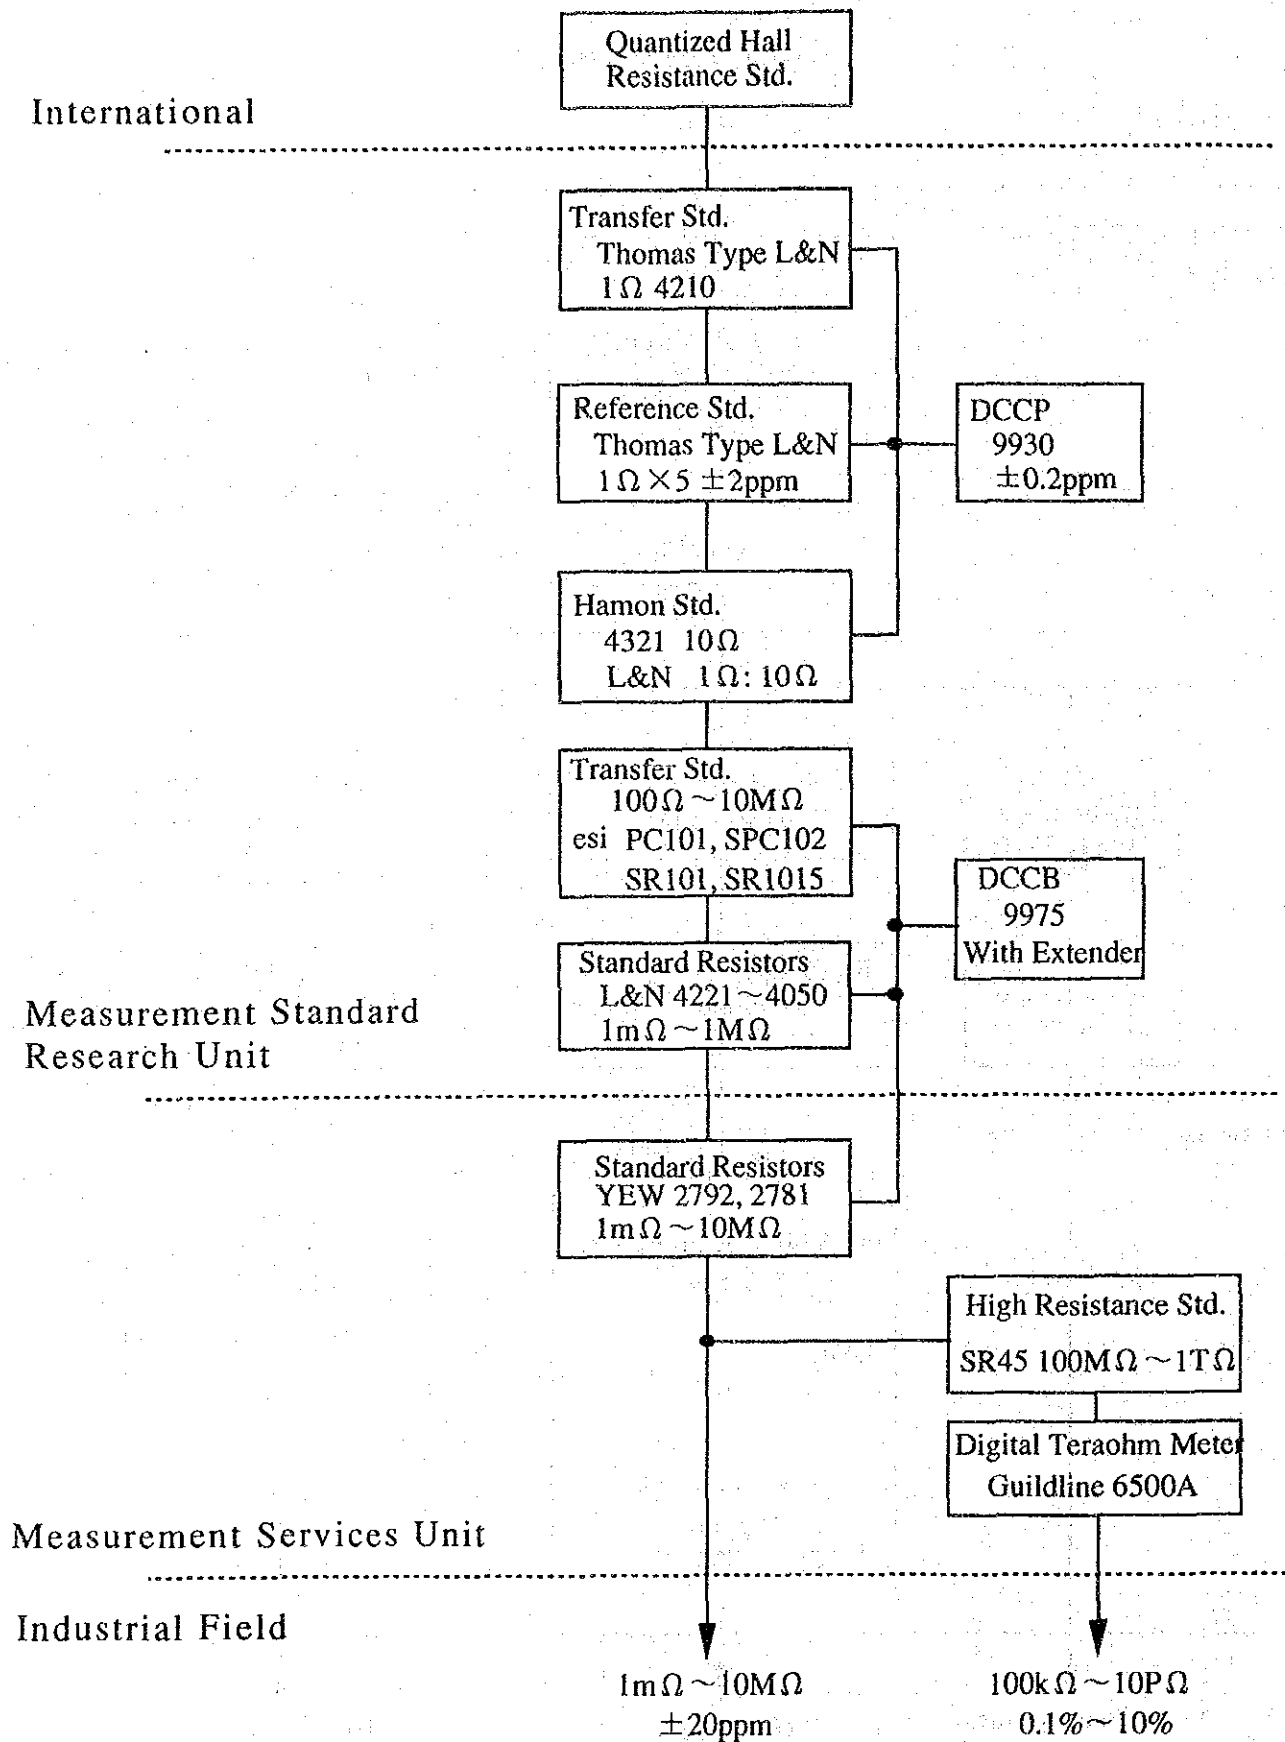 Quantized Hall
Resistance Std.
International
Transfer Std.
Thomas Type L&N
1Ω 4210
Reference Std.
Thomas Type L&N
1Ω×5 ±2ppm
DCCP
9930
±0.2ppm
Hamon Std.
4321 10Ω
L&N 1Ω: 10Ω
Transfer Std.
100Ω～10MΩ
esi PC101, SPC102
SR101, SR1015
DCCB
9975
With Extender
Standard Resistors
L&N 4221～4050
1mΩ～1MΩ
Measurement Standard
Research Unit
Standard Resistors
YEW 2792, 2781
1mΩ～10MΩ
High Resistance Std.
SR45 100MΩ～1TΩ
Digital Teraohm Meter
Guildline 6500A
Measurement Services Unit
Industrial Field
1mΩ～10MΩ
±20ppm
100kΩ～10PΩ
0.1%～10%